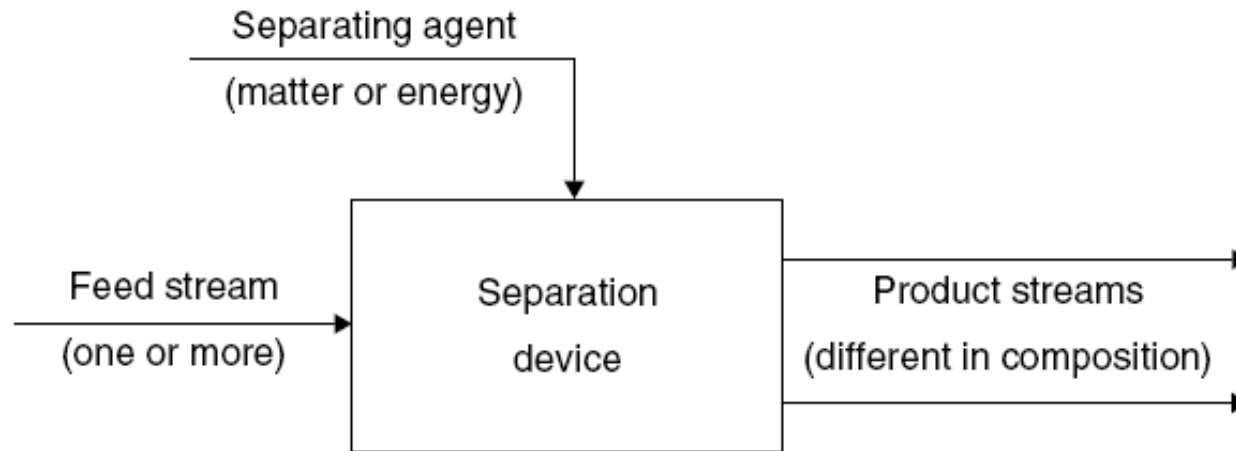 Separating agent
(matter or energy)
Feed stream
(one or more)
Separation
device
Product streams
(different in composition)